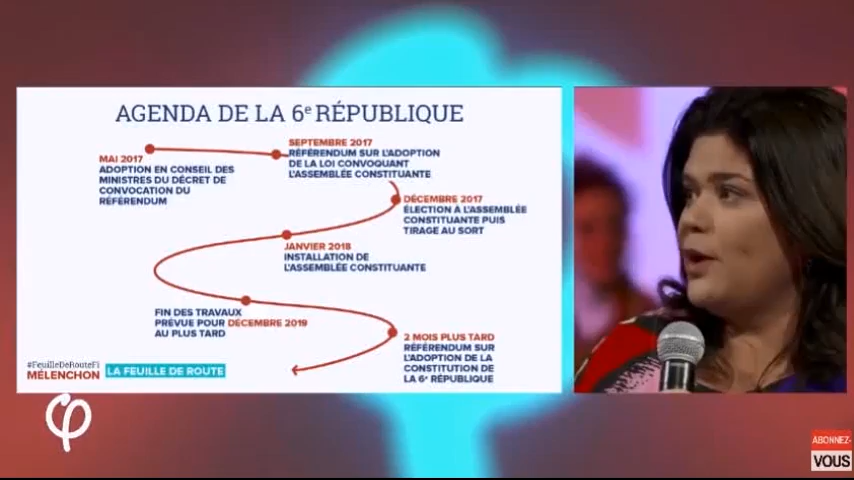 AGENDA DE LA 6e RÉPUBLIQUE
MAI 2017
ADOPTION EN CONSEIL DES
MINISTRES DU DÉCRET DE
CONVOCATION DU
RÉFÉRENDUM
SEPTEMBRE 2017
RÉFÉRENDUM SUR L'ADOPTION
DE LA LOI CONVOQUANT
L'ASSEMBLÉE CONSTITUANTE
DÉCEMBRE 2017
ÉLECTION À L'ASSEMBLÉE
CONSTITUANTE PUIS
TIRAGE AU SORT
JANVIER 2018
INSTALLATION DE
L'ASSEMBLÉE CONSTITUANTE
FIN DES TRAVAUX
PRÉVUE POUR DÉCEMBRE 2019
AU PLUS TARD
2 MOIS PLUS TARD
RÉFÉRENDUM SUR
L'ADOPTION DE LA
CONSTITUTION DE
LA 6e RÉPUBLIQUE
#FeuilleDeRouteFi
MÉLENCHON LA FEUILLE DE ROUTE
ABONNEZ-
VOUS